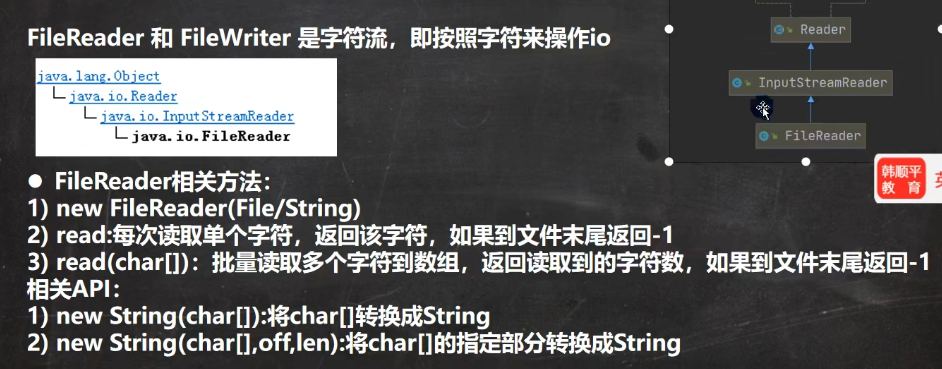 FileReader 和 FileWriter 是字符流，即按照字符来操作io
java.lang.Object
java.io.Reader
java.io.InputStreamReader
java.io.FileReader
Reader
InputStreamReader
FileReader
韩顺平
教育
● FileReader相关方法：
1) new FileReader(File/String)
2) read:每次读取单个字符，返回该字符，如果到文件末尾返回-1
3) read(char[])：批量读取多个字符到数组，返回读取到的字符数，如果到文件末尾返回-1
相关API：
1) new String(char[]):将char[]转换成String
2) new String(char[],off,len):将char[]的指定部分转换成String